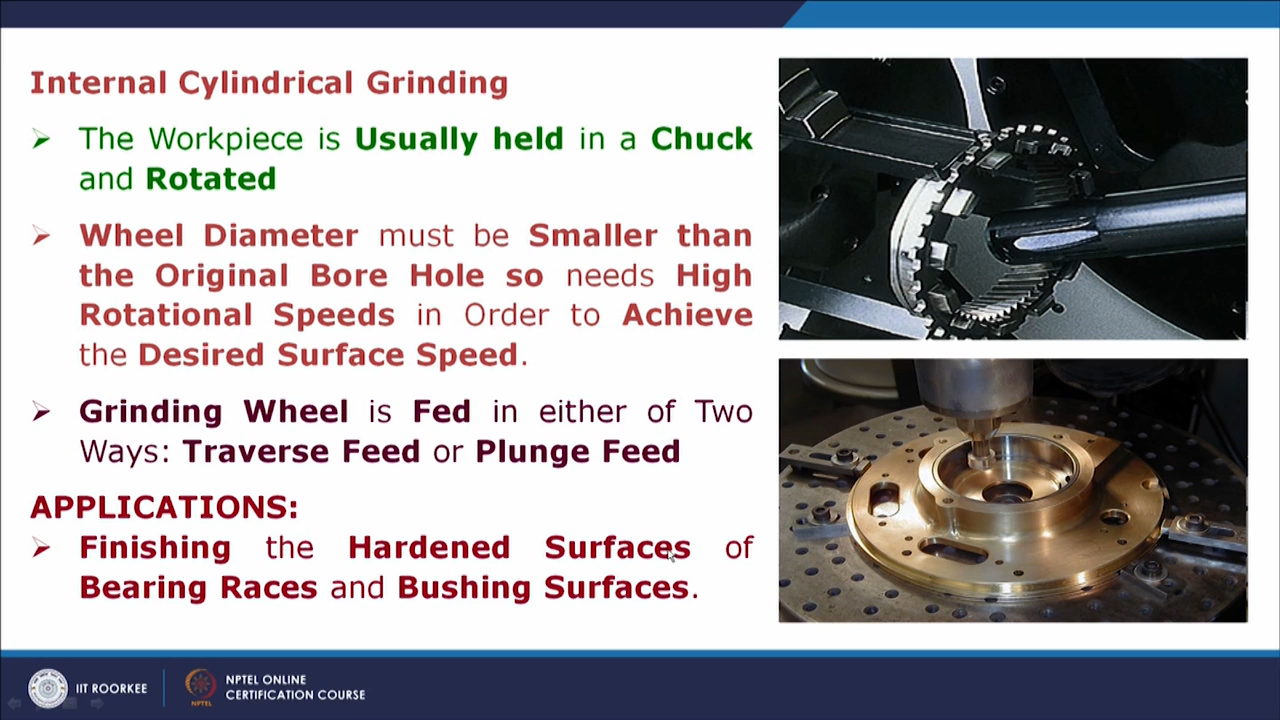 Internal Cylindrical Grinding
➢ The Workpiece is Usually held in a Chuck
and Rotated
➢ Wheel Diameter must be Smaller than
the Original Bore Hole so needs High
Rotational Speeds in Order to Achieve
the Desired Surface Speed.
➢ Grinding Wheel is Fed in either of Two
Ways: Traverse Feed or Plunge Feed
APPLICATIONS:
➢ Finishing the Hardened Surfaces of
Bearing Races and Bushing Surfaces.
IIT ROORKEE
NPTEL
NPTEL ONLINE
CERTIFICATION COURSE